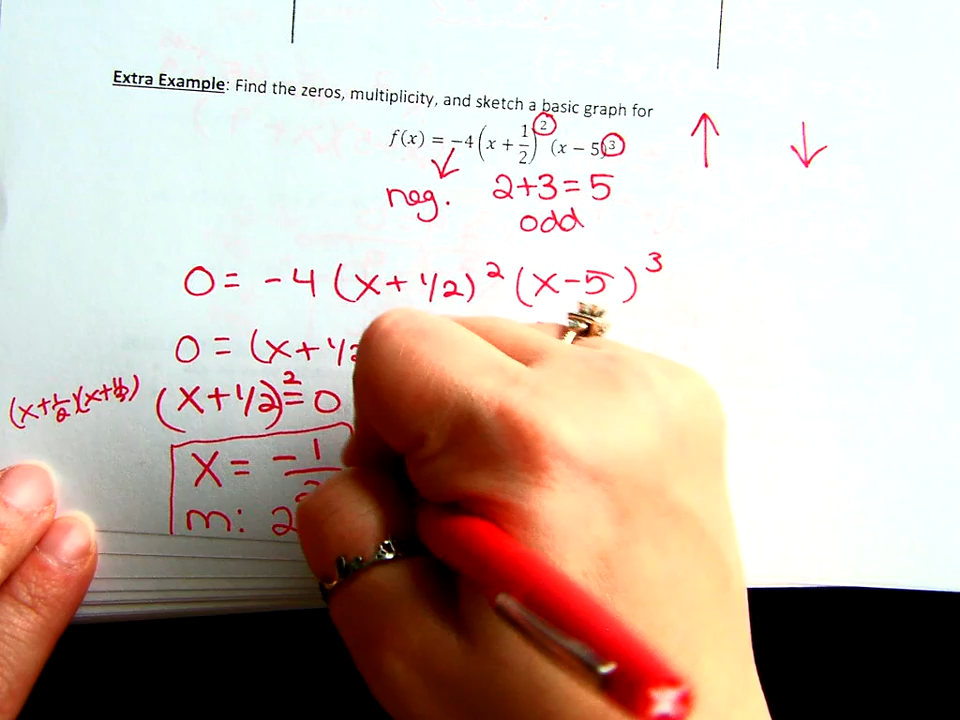 Extra Example: Find the zeros, multiplicity, and sketch a basic graph for
f(x) = -4(x + 1/2)² (x - 5)³
neg. 2+3=5
odd
0 = -4(x+1/2)²(x-5)³
0 = (x+1/2
(x+½)(x+½) (x+1/2)² = 0
x = -1/2
m: 2